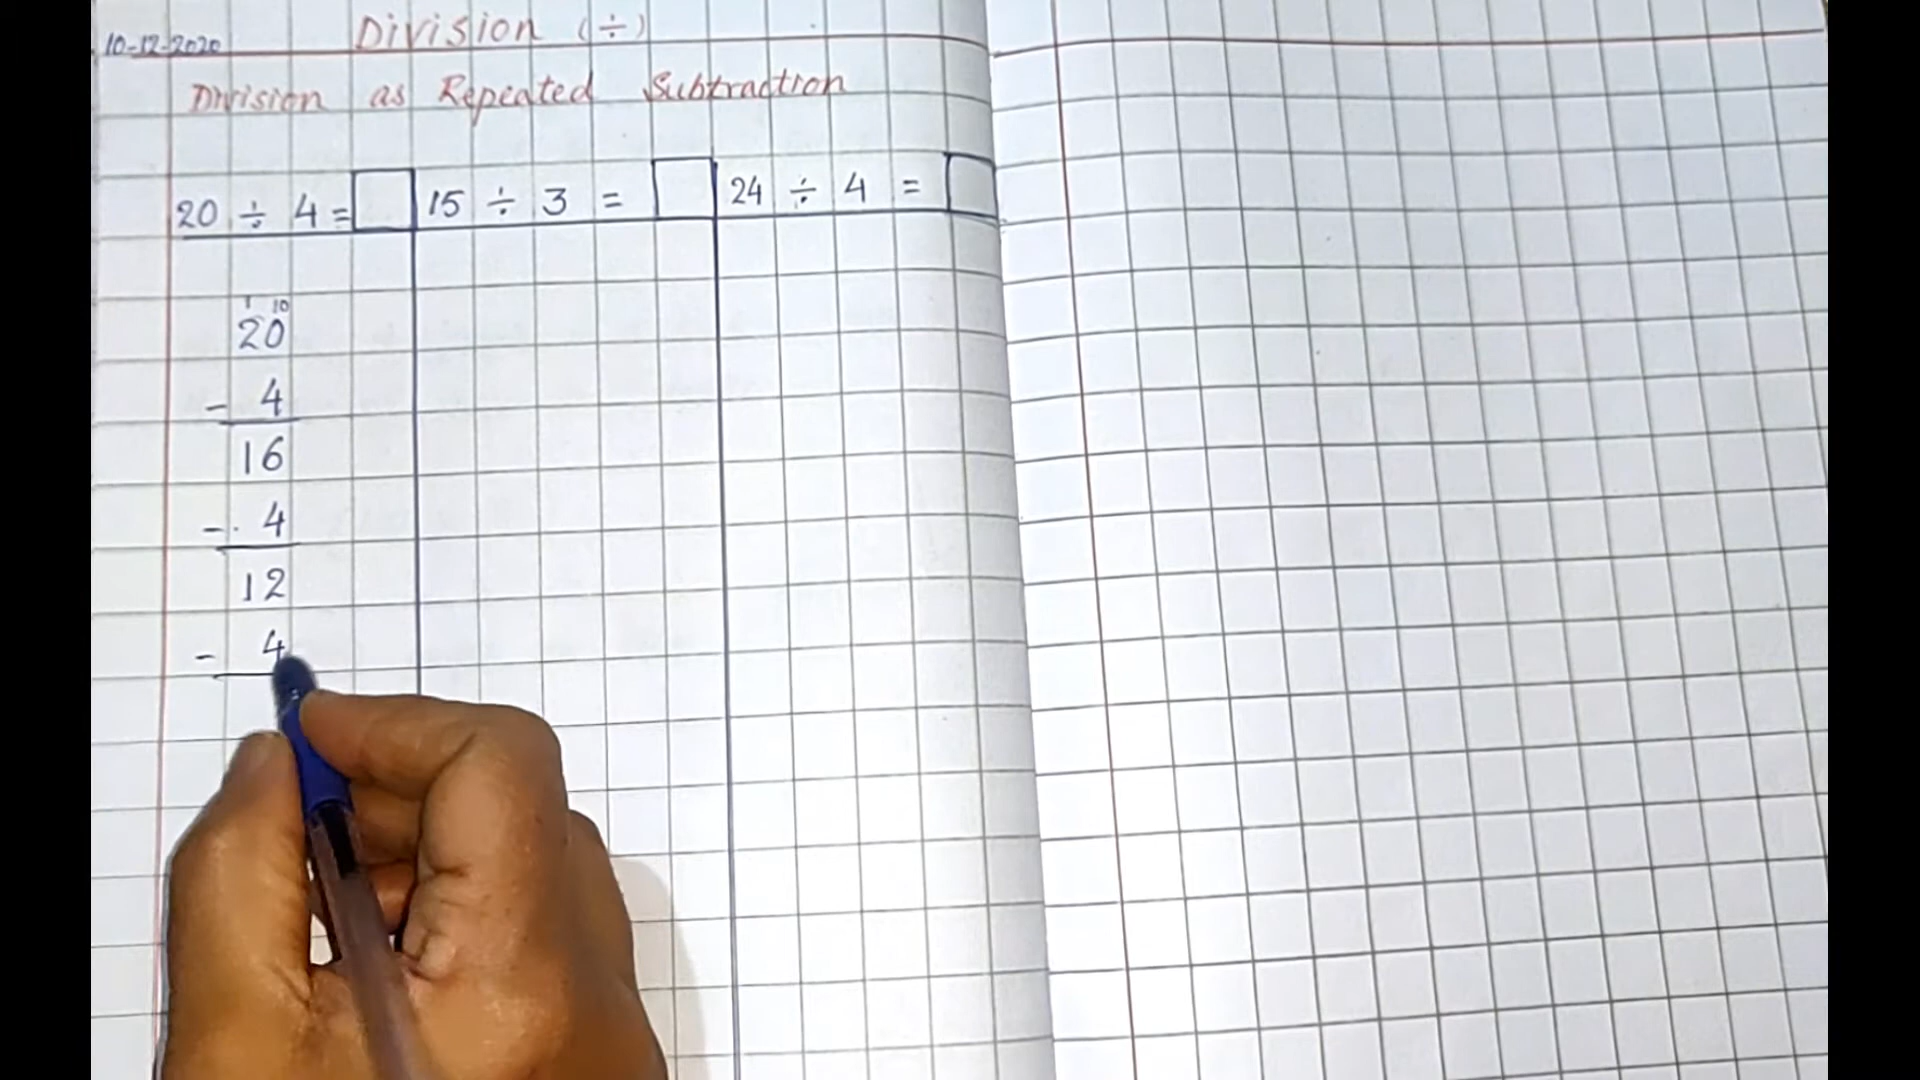 10-12-2020
Division (÷)
Division as Repeated Subtraction
20 ÷ 4 =
15 ÷ 3 =
24 ÷ 4 =
1 10
20
- 4
16
- 4
12
- 4